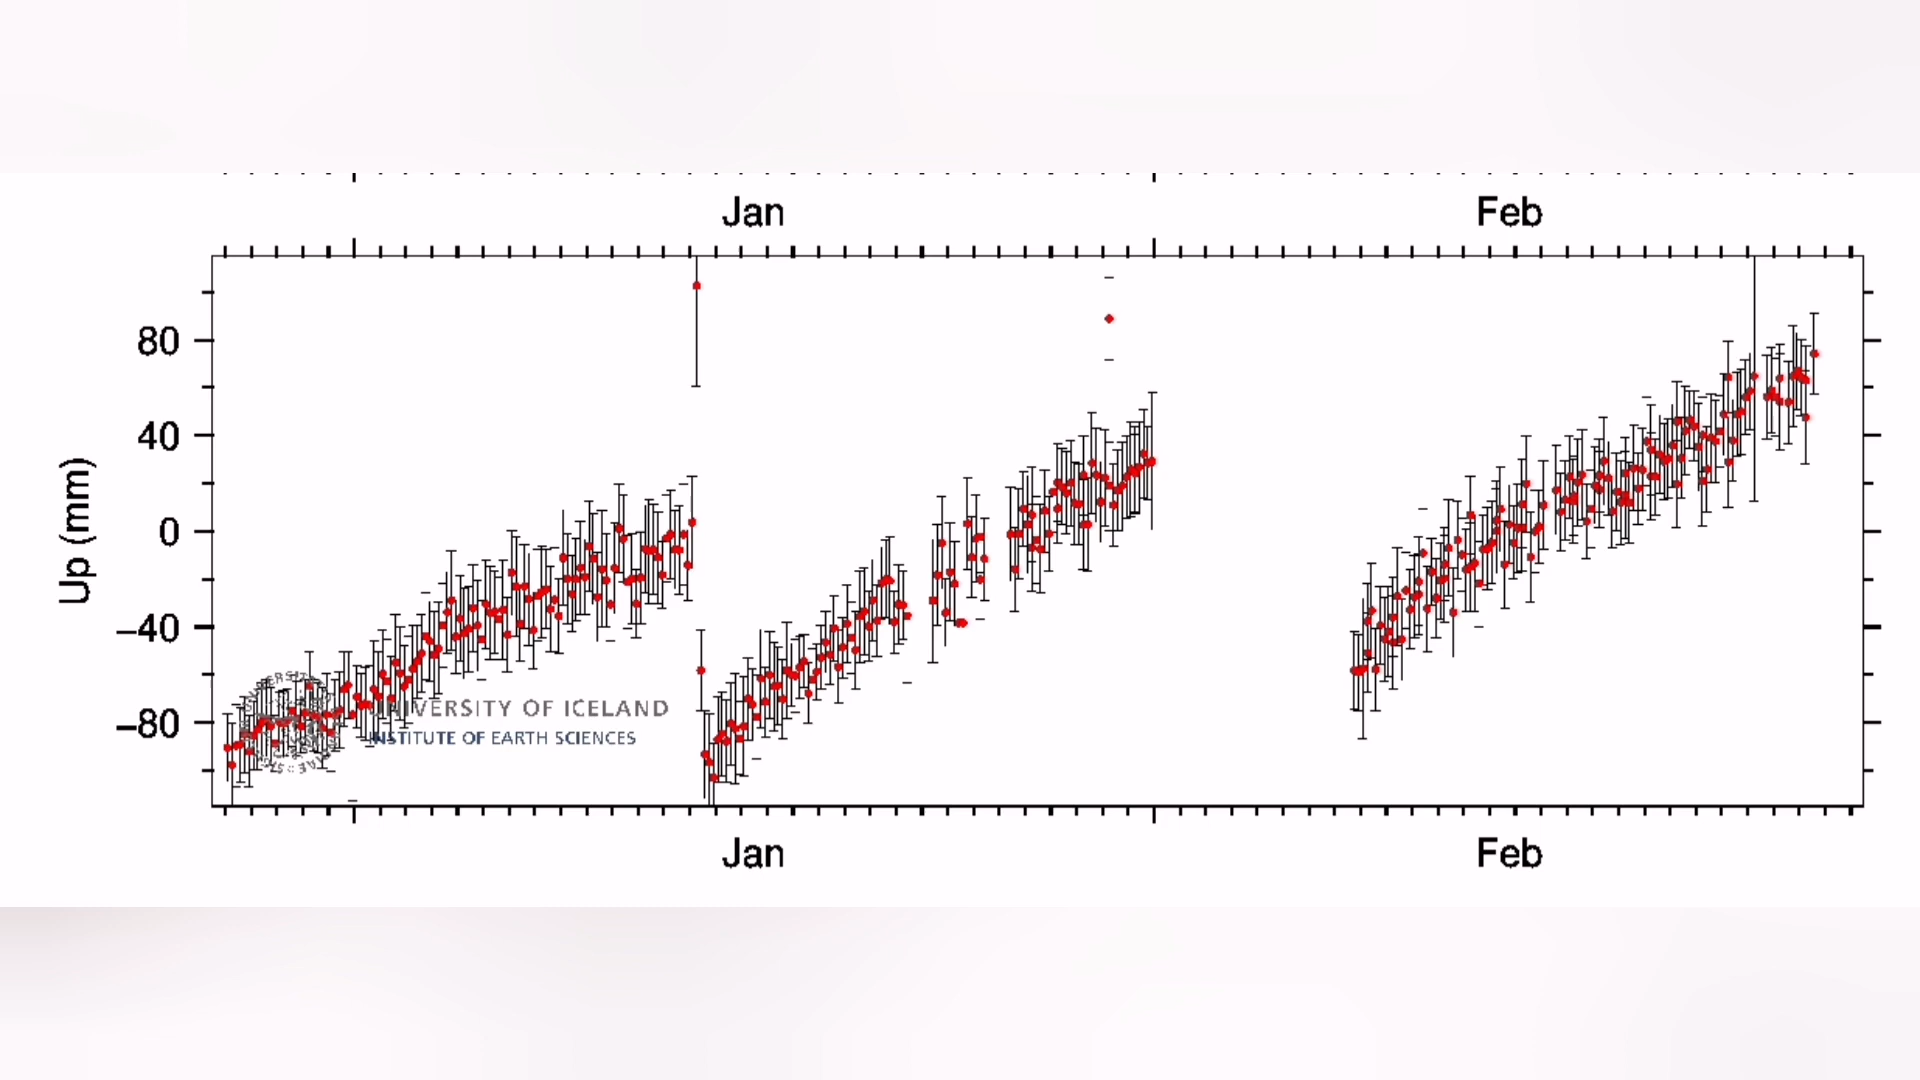 Jan Feb
80
40
0
−40
−80
Up (mm)
UNIVERSITY OF ICELAND
INSTITUTE OF EARTH SCIENCES
Jan Feb